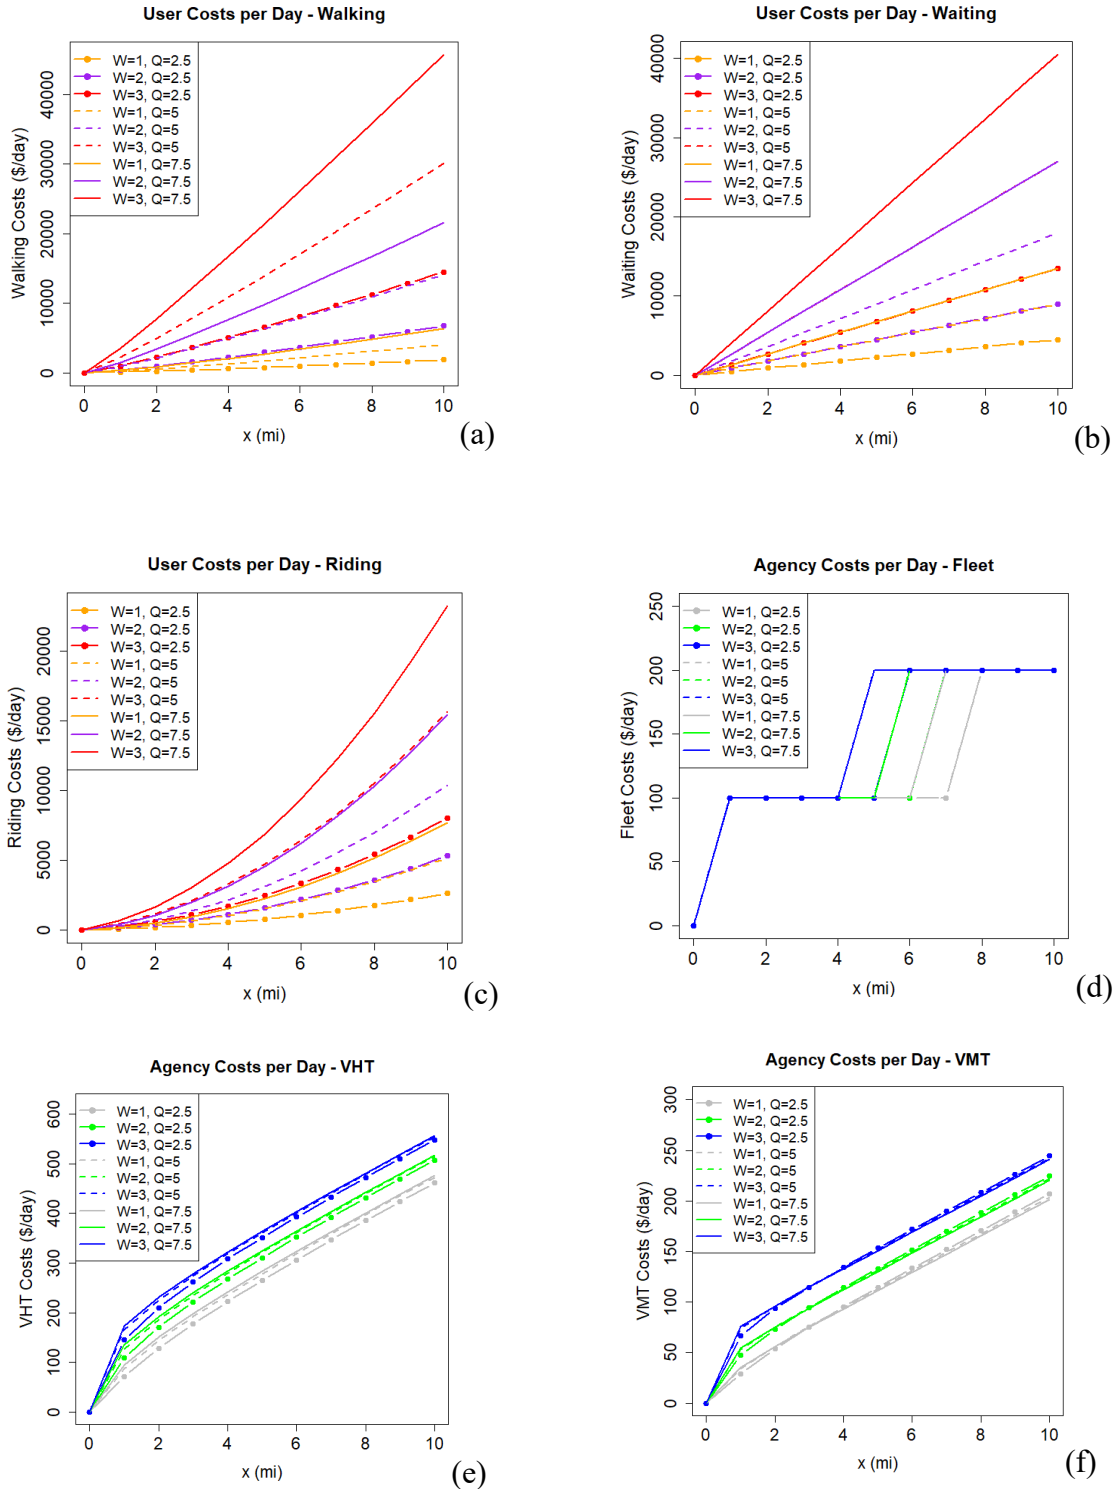 User Costs per Day - Walking
Walking Costs ($/day)
0
10000
20000
30000
40000
W=1, Q=2.5
W=2, Q=2.5
W=3, Q=2.5
W=1, Q=5
W=2, Q=5
W=3, Q=5
W=1, Q=7.5
W=2, Q=7.5
W=3, Q=7.5
0 2 4 6 8 10
x (mi)
(a)
User Costs per Day - Waiting
Waiting Costs ($/day)
0
10000
20000
30000
40000
W=1, Q=2.5
W=2, Q=2.5
W=3, Q=2.5
W=1, Q=5
W=2, Q=5
W=3, Q=5
W=1, Q=7.5
W=2, Q=7.5
W=3, Q=7.5
0 2 4 6 8 10
x (mi)
(b)
User Costs per Day - Riding
Riding Costs ($/day)
0
5000
10000
15000
20000
W=1, Q=2.5
W=2, Q=2.5
W=3, Q=2.5
W=1, Q=5
W=2, Q=5
W=3, Q=5
W=1, Q=7.5
W=2, Q=7.5
W=3, Q=7.5
0 2 4 6 8 10
x (mi)
(c)
Agency Costs per Day - Fleet
Fleet Costs ($/day)
0
50
100
150
200
250
W=1, Q=2.5
W=2, Q=2.5
W=3, Q=2.5
W=1, Q=5
W=2, Q=5
W=3, Q=5
W=1, Q=7.5
W=2, Q=7.5
W=3, Q=7.5
0 2 4 6 8 10
x (mi)
(d)
Agency Costs per Day - VHT
VHT Costs ($/day)
0
100
200
300
400
500
600
W=1, Q=2.5
W=2, Q=2.5
W=3, Q=2.5
W=1, Q=5
W=2, Q=5
W=3, Q=5
W=1, Q=7.5
W=2, Q=7.5
W=3, Q=7.5
0 2 4 6 8 10
x (mi)
(e)
Agency Costs per Day - VMT
VMT Costs ($/day)
0
50
100
150
200
250
300
W=1, Q=2.5
W=2, Q=2.5
W=3, Q=2.5
W=1, Q=5
W=2, Q=5
W=3, Q=5
W=1, Q=7.5
W=2, Q=7.5
W=3, Q=7.5
0 2 4 6 8 10
x (mi)
(f)